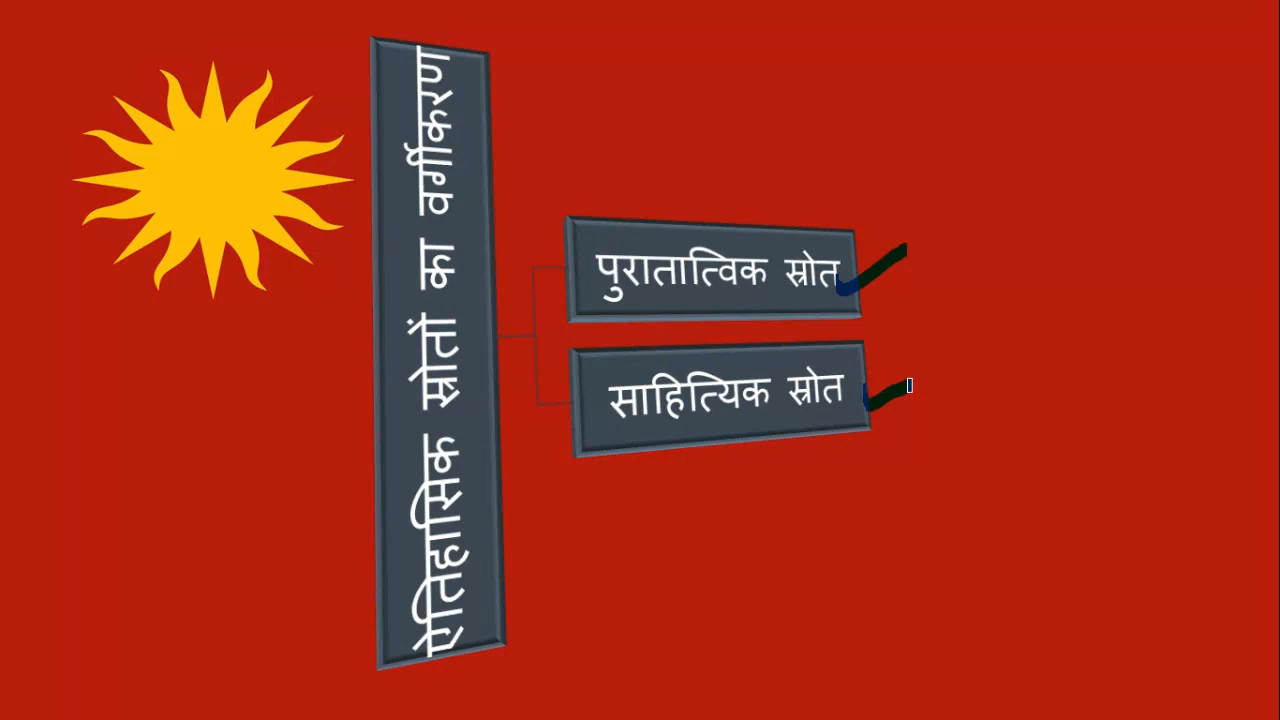 ऐतिहासिक स्रोतों का वर्गीकरण
पुरातात्विक स्रोत
साहित्यिक स्रोत